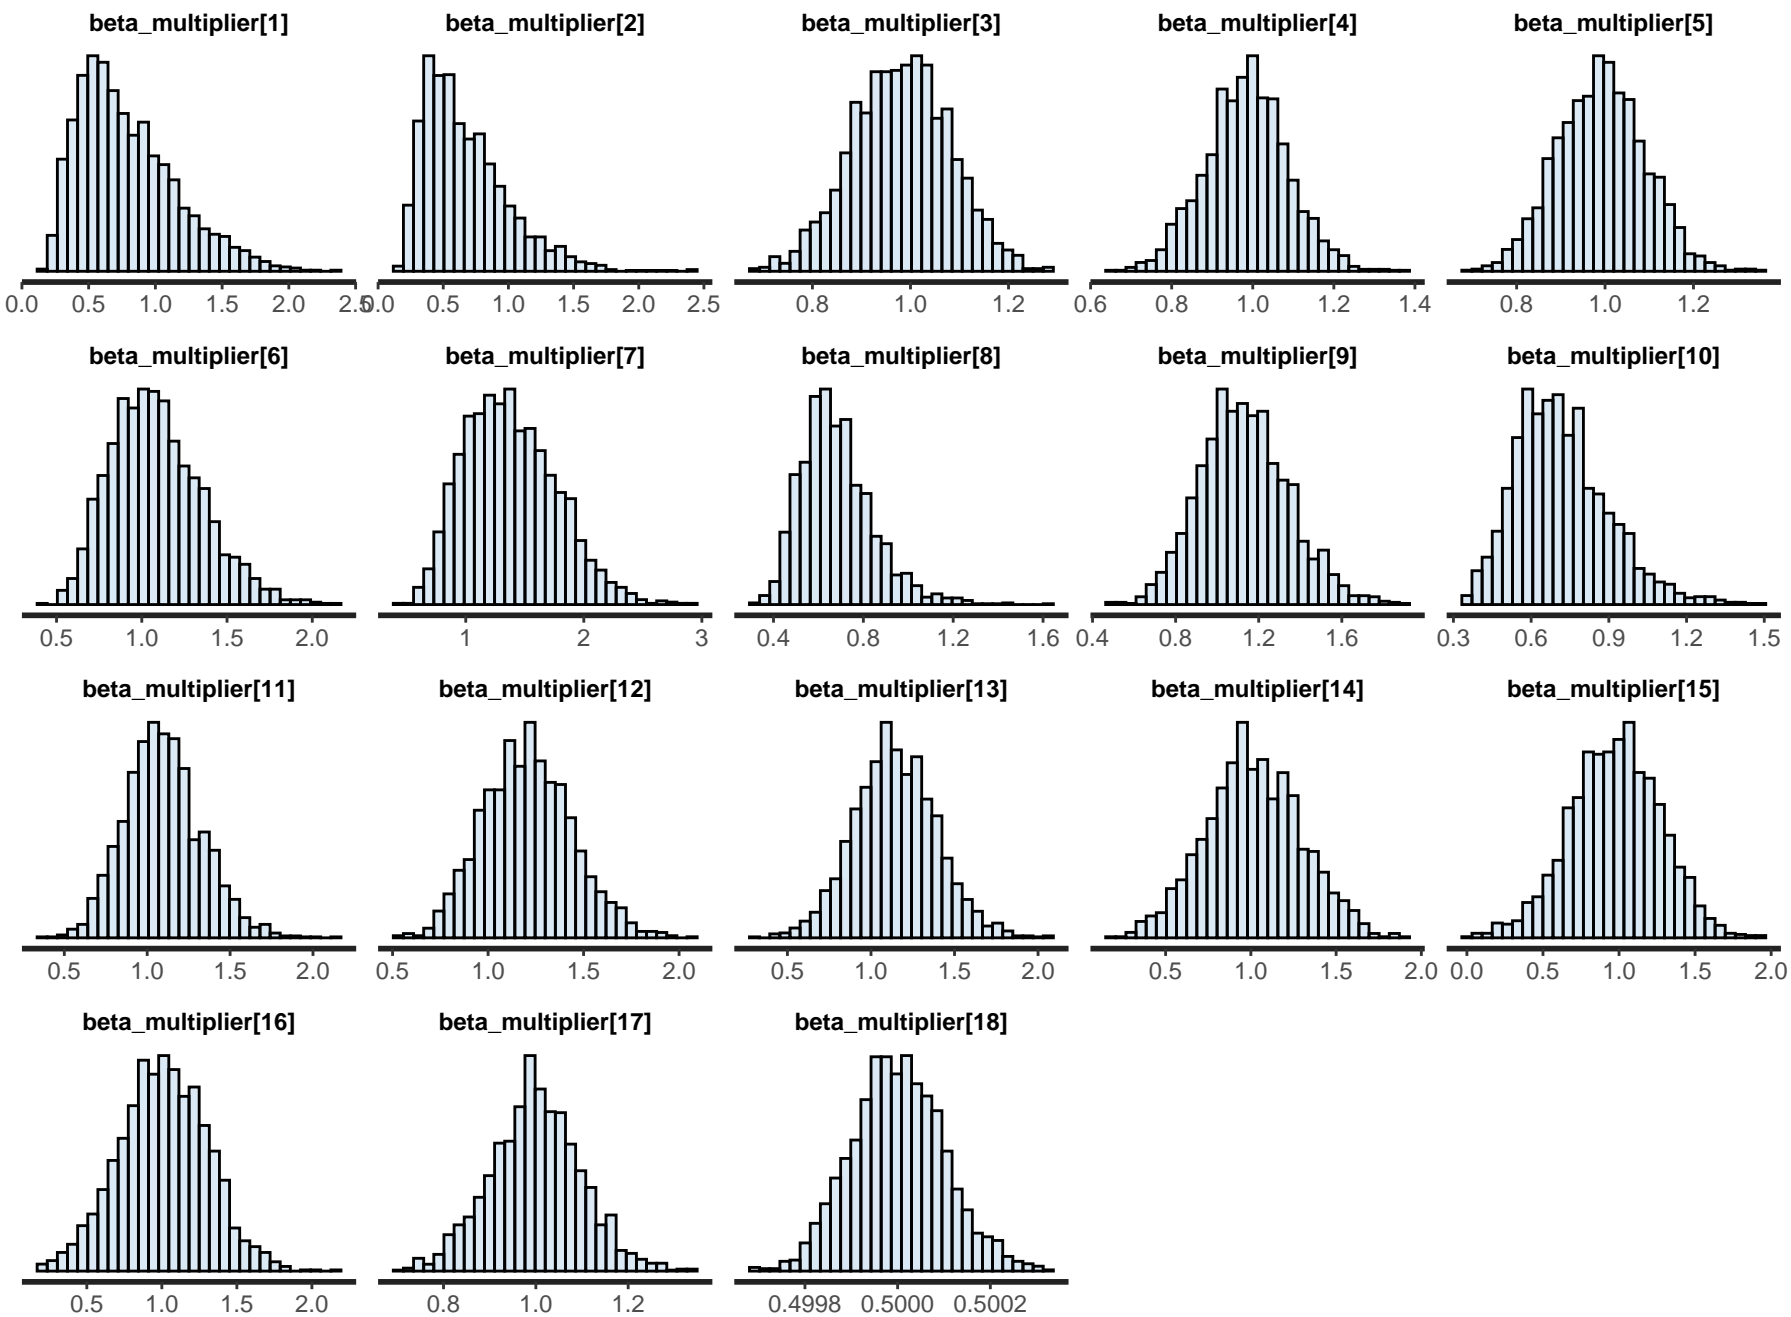 beta_multiplier[1] beta_multiplier[2] beta_multiplier[3] beta_multiplier[4] beta_multiplier[5]
0.0 0.5 1.0 1.5 2.0 2.5 0.0 0.5 1.0 1.5 2.0 2.5 0.8 1.0 1.2 0.6 0.8 1.0 1.2 1.4 0.8 1.0 1.2
beta_multiplier[6] beta_multiplier[7] beta_multiplier[8] beta_multiplier[9] beta_multiplier[10]
0.5 1.0 1.5 2.0 1 2 3 0.4 0.8 1.2 1.6 0.4 0.8 1.2 1.6 0.3 0.6 0.9 1.2 1.5
beta_multiplier[11] beta_multiplier[12] beta_multiplier[13] beta_multiplier[14] beta_multiplier[15]
0.5 1.0 1.5 2.0 0.5 1.0 1.5 2.0 0.5 1.0 1.5 2.0 0.5 1.0 1.5 2.0 0.0 0.5 1.0 1.5 2.0
beta_multiplier[16] beta_multiplier[17] beta_multiplier[18]
0.5 1.0 1.5 2.0 0.8 1.0 1.2 0.4998 0.5000 0.5002